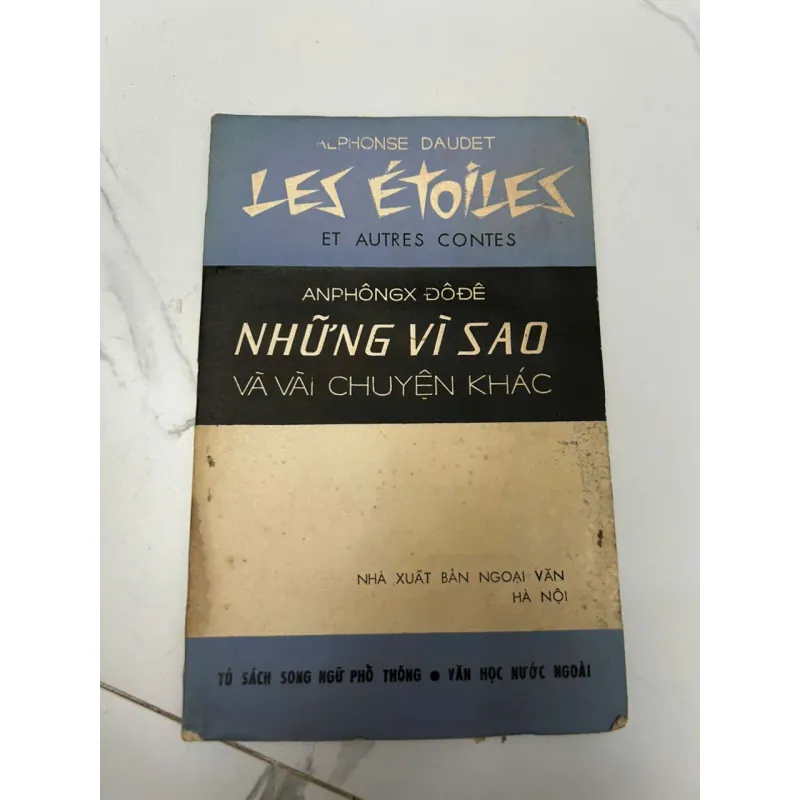 ALPHONSE DAUDET
LES ÉTOILES
ET AUTRES CONTES
ANPHÔNGX ĐÔĐÊ
NHỮNG VÌ SAO
VÀ VÀI CHUYỆN KHÁC
NHÀ XUẤT BẢN NGOẠI VĂN
HÀ NỘI
TỦ SÁCH SONG NGỮ PHỔ THÔNG • VĂN HỌC NƯỚC NGOÀI